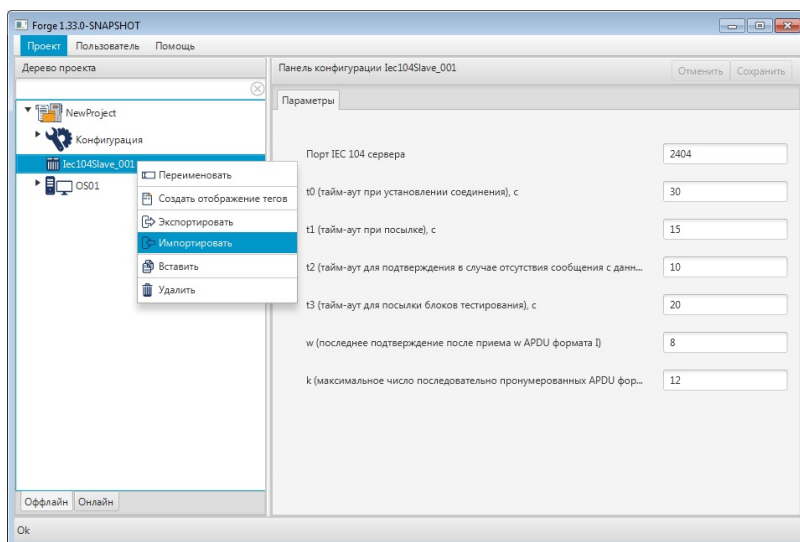 Forge 1.33.0-SNAPSHOT
Проект Пользователь Помощь
Дерево проекта
Панель конфигурации Iec104Slave_001
Отменить Сохранить
Параметры
NewProject
Конфигурация
Iec104Slave_001
OS01
Переименовать
Создать отображение тегов
Экспортировать
Импортировать
Вставить
Удалить
Порт IEC 104 сервера 2404
t0 (тайм-аут при установлении соединения), с 30
t1 (тайм-аут при посылке), с 15
t2 (тайм-аут для подтверждения в случае отсутствия сообщения с данн... 10
t3 (тайм-аут для посылки блоков тестирования), с 20
w (последнее подтверждение после приема w APDU формата I) 8
k (максимальное число последовательно пронумерованных APDU фор... 12
Оффлайн Онлайн
Ok